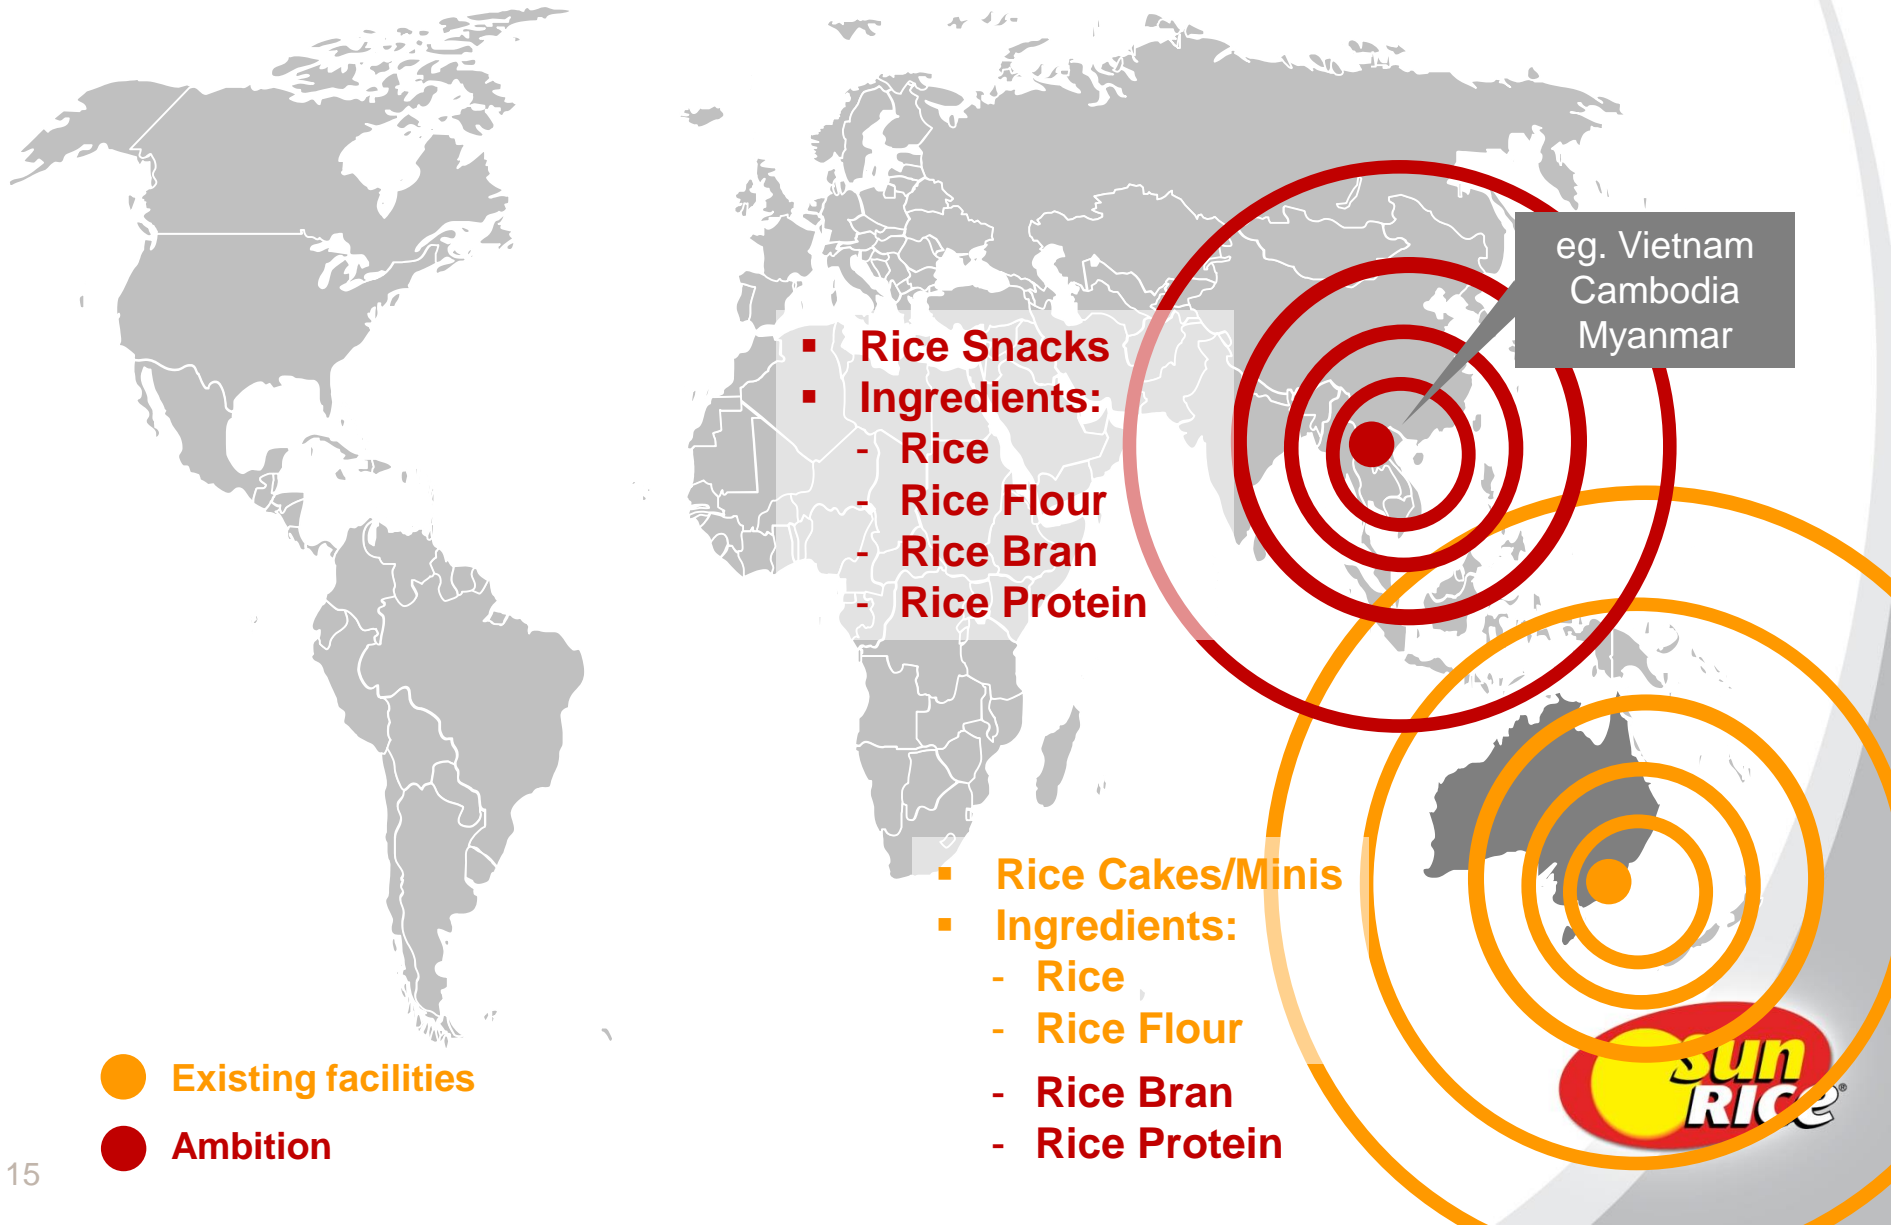 eg. Vietnam
Cambodia
Myanmar
▪ Rice Snacks
▪ Ingredients:
- Rice
- Rice Flour
- Rice Bran
- Rice Protein
▪ Rice Cakes/Minis
▪ Ingredients:
- Rice
- Rice Flour
- Rice Bran
- Rice Protein
Existing facilities
Ambition
sun
RICe®
15